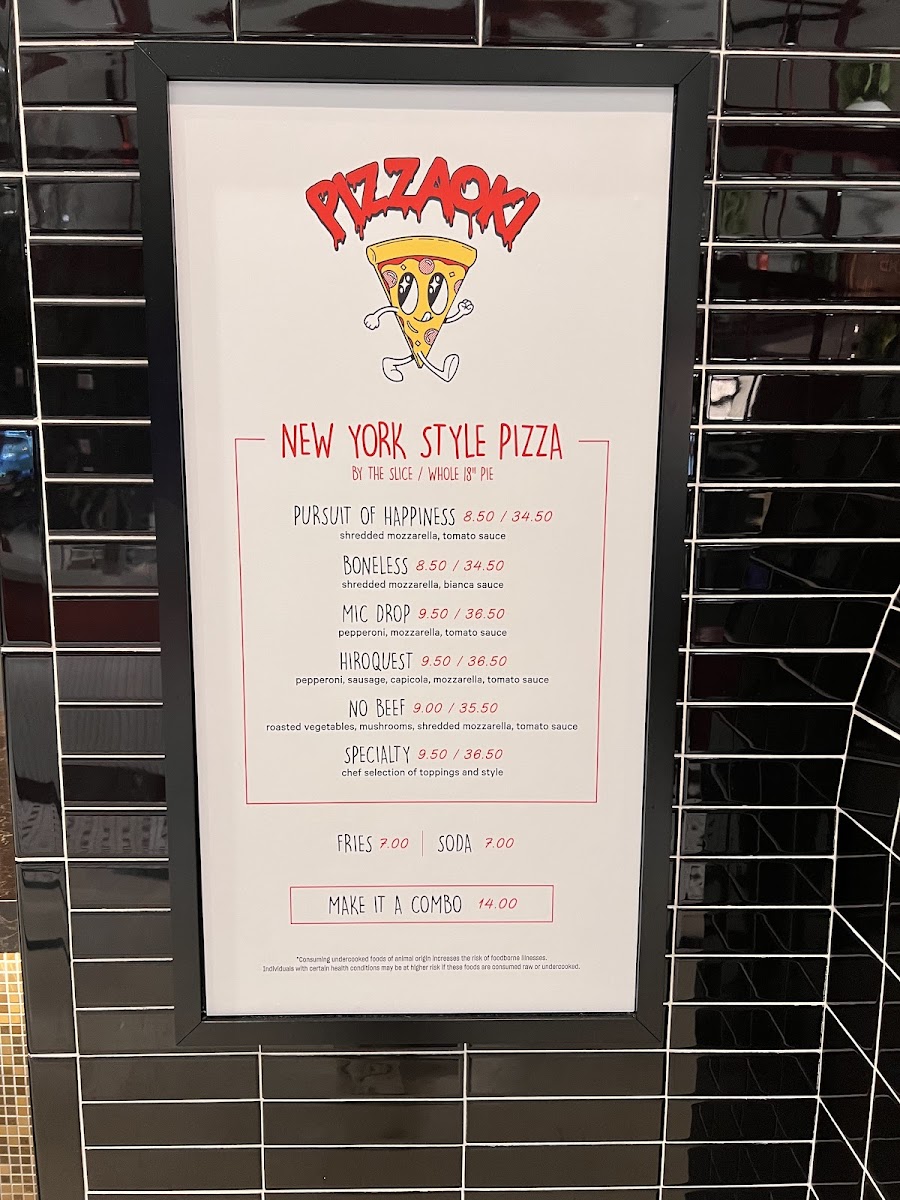 PIZZAOKI
NEW YORK STYLE PIZZA
BY THE SLICE / WHOLE 18" PIE
PURSUIT OF HAPPINESS 8.50 / 34.50
shredded mozzarella, tomato sauce
BONELESS 8.50 / 34.50
shredded mozzarella, bianca sauce
MIC DROP 9.50 / 36.50
pepperoni, mozzarella, tomato sauce
HIROQUEST 9.50 / 36.50
pepperoni, sausage, capicola, mozzarella, tomato sauce
NO BEEF 9.00 / 35.50
roasted vegetables, mushrooms, shredded mozzarella, tomato sauce
SPECIALTY 9.50 / 36.50
chef selection of toppings and style
FRIES 7.00 | SODA 7.00
MAKE IT A COMBO 14.00
*Consuming undercooked foods of animal origin increases the risk of foodborne illnesses.
Individuals with certain health conditions may be at higher risk if these foods are consumed raw or undercooked.